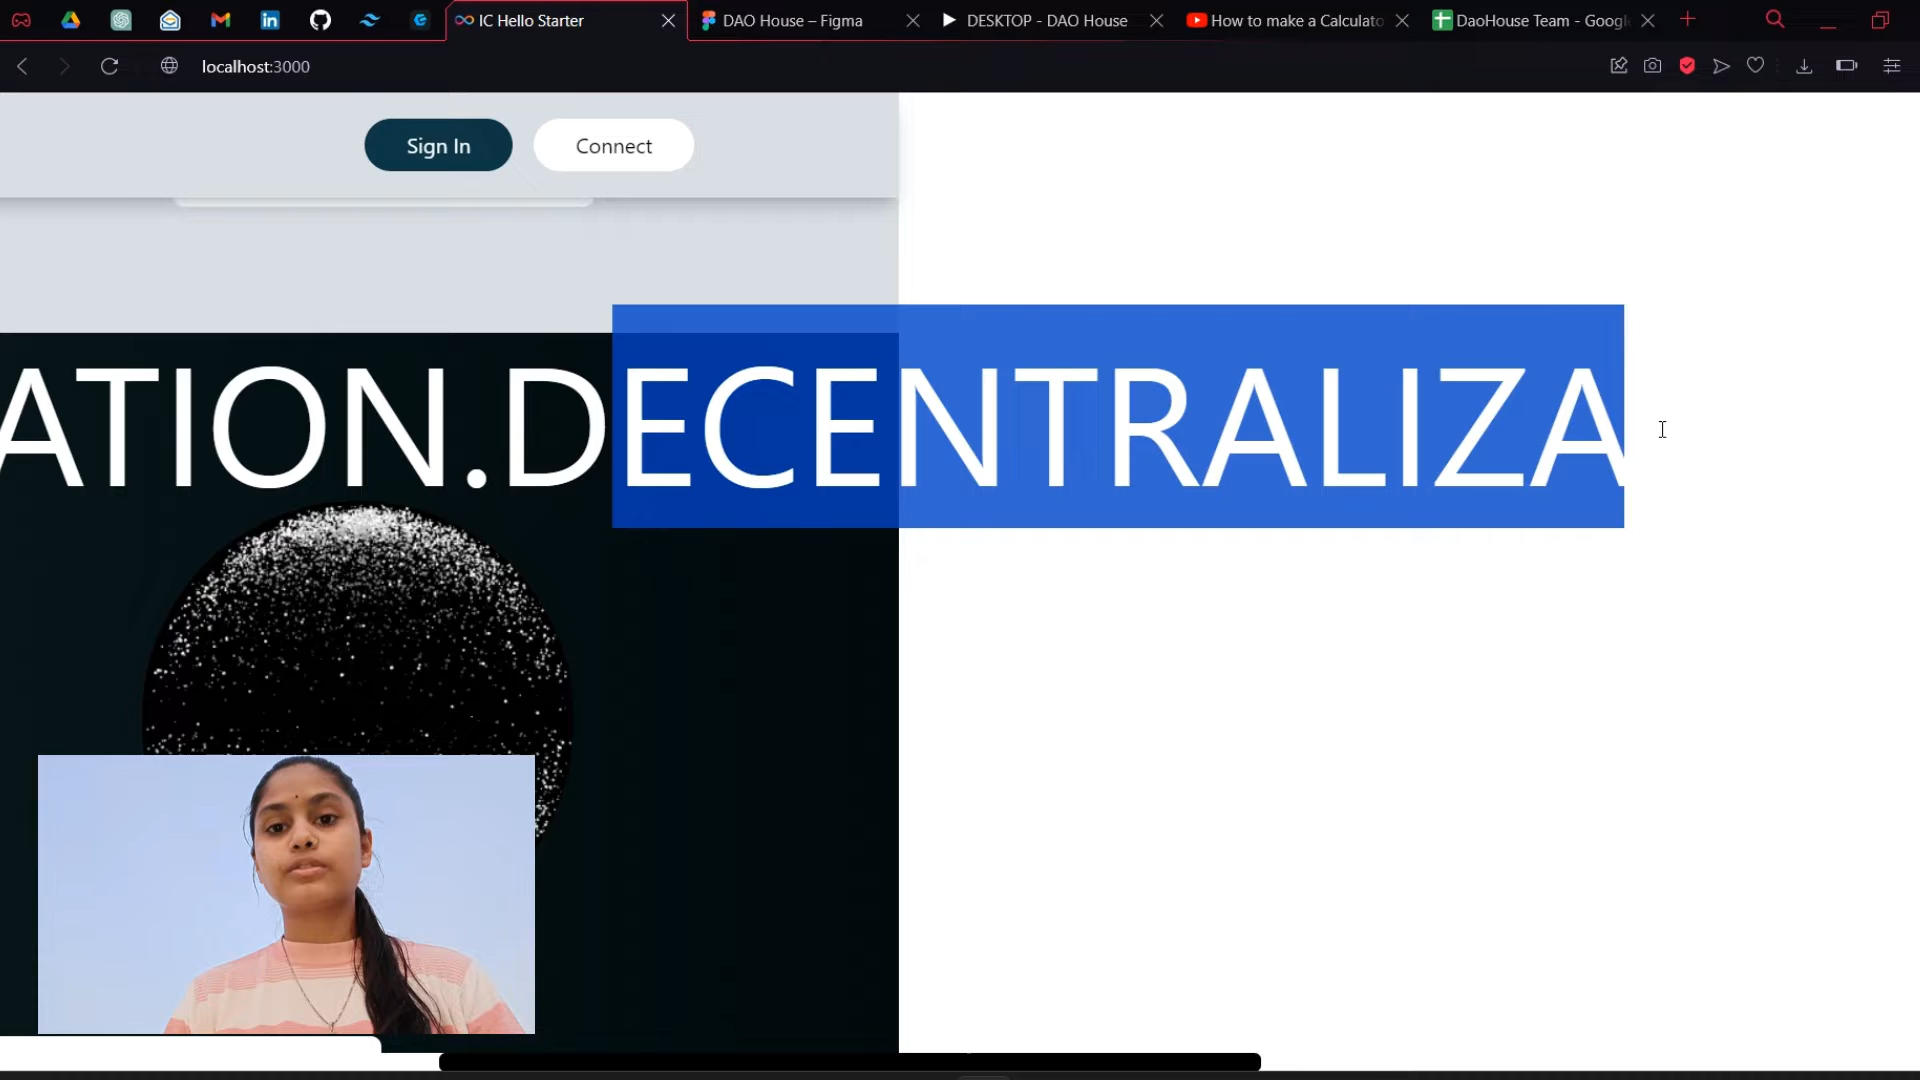 IC Hello Starter
DAO House – Figma
DESKTOP - DAO House
How to make a Calculato
DaoHouse Team - Googl
localhost:3000
Sign In
Connect
ATION.DECENTRALIZA